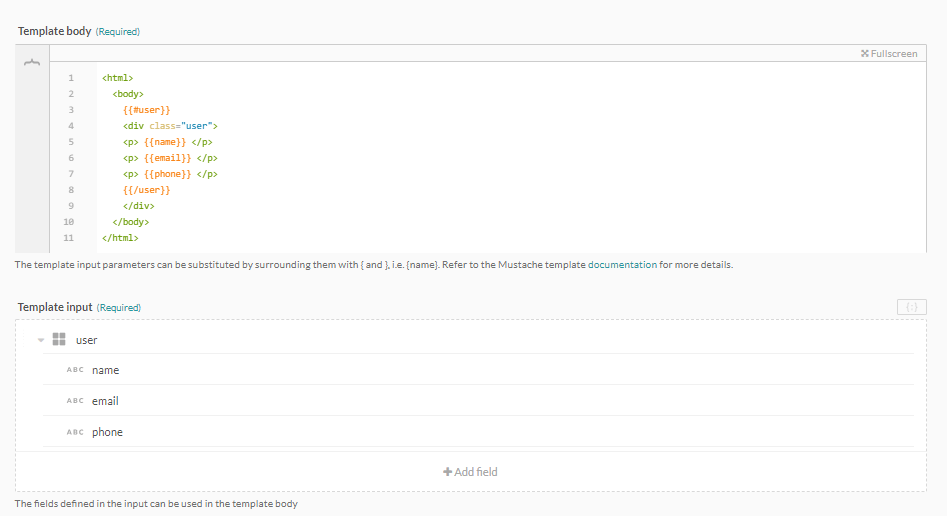 Template body (Required)
Fullscreen
1 <html>
2 <body>
3 {{#user}}
4 <div class="user">
5 <p> {{name}} </p>
6 <p> {{email}} </p>
7 <p> {{phone}} </p>
8 {{/user}}
9 </div>
10 </body>
11 </html>
The template input parameters can be substituted by surrounding them with { and }, i.e. {name}. Refer to the Mustache template documentation for more details.
Template input (Required)
{;}
user
ABC name
ABC email
ABC phone
+ Add field
The fields defined in the input can be used in the template body